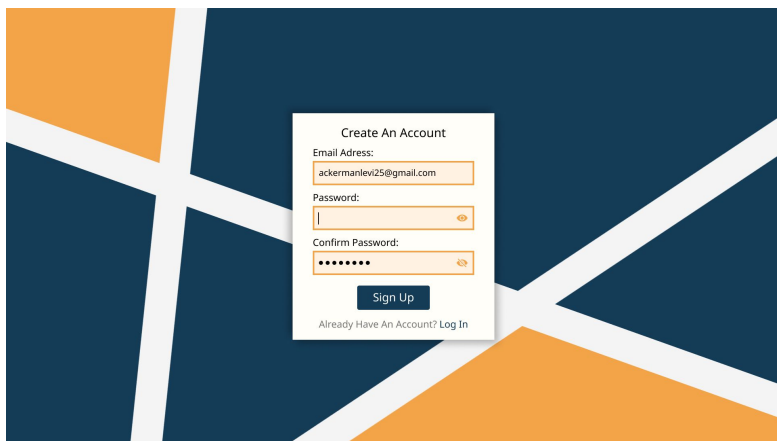 Create An Account
Email Adress:
ackermanlevi25@gmail.com
Password:
Confirm Password:
••••••••
Sign Up
Already Have An Account? Log In